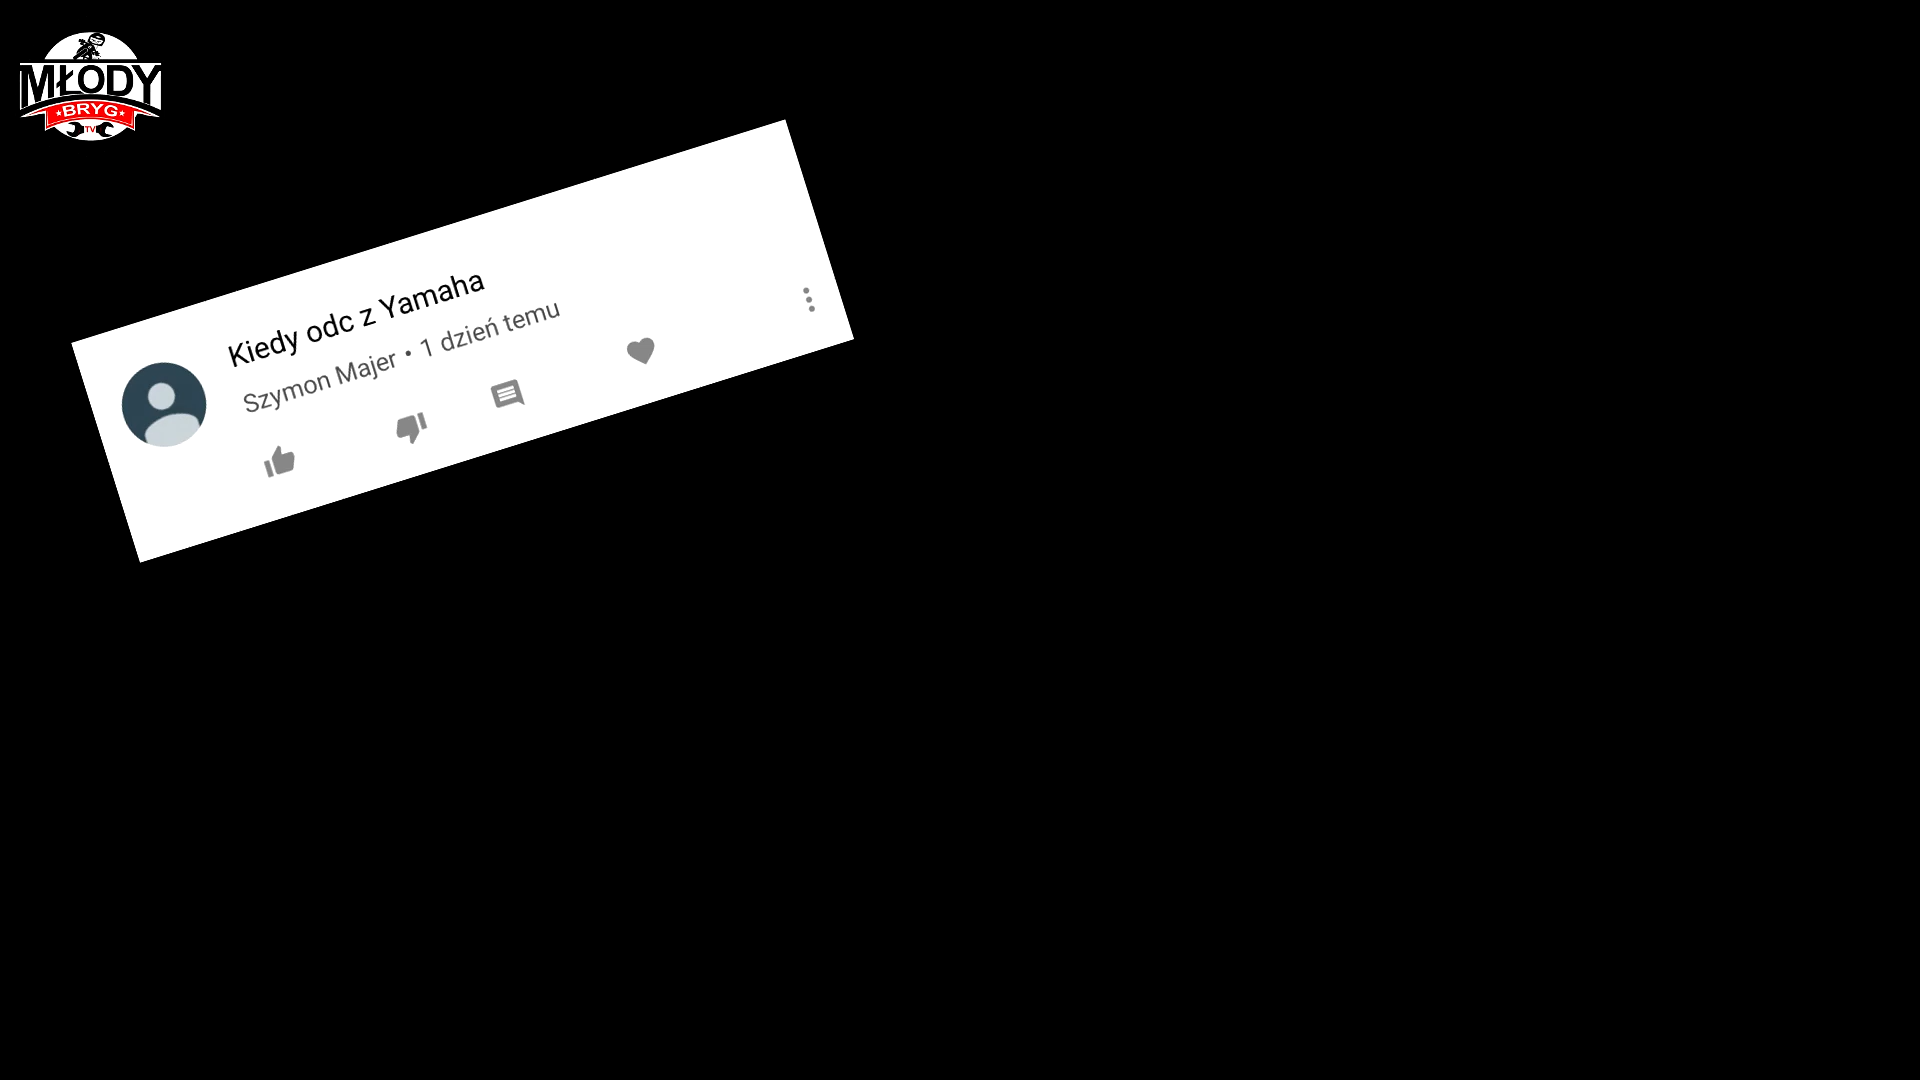 MŁODY
BRYG
TV
Kiedy odc z Yamaha
Szymon Majer • 1 dzień temu